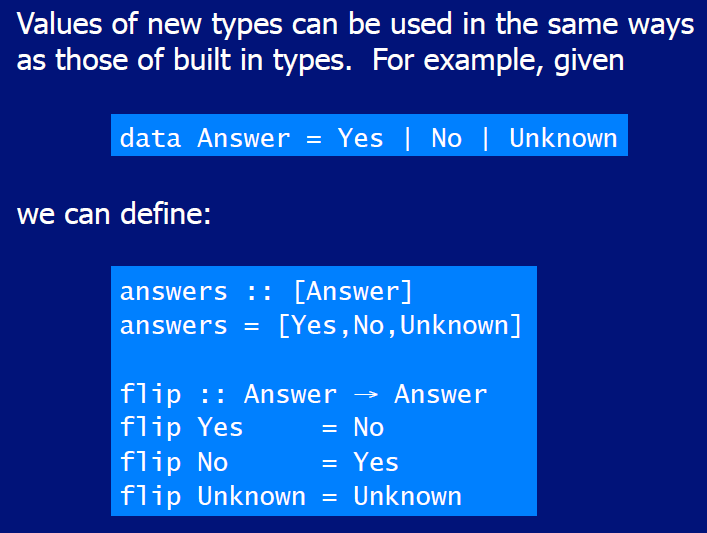 Values of new types can be used in the same ways
as those of built in types.  For example, given
data Answer = Yes | No | Unknown
we can define:
answers :: [Answer]
answers = [Yes,No,Unknown]
flip :: Answer → Answer
flip Yes     = No
flip No      = Yes
flip Unknown = Unknown